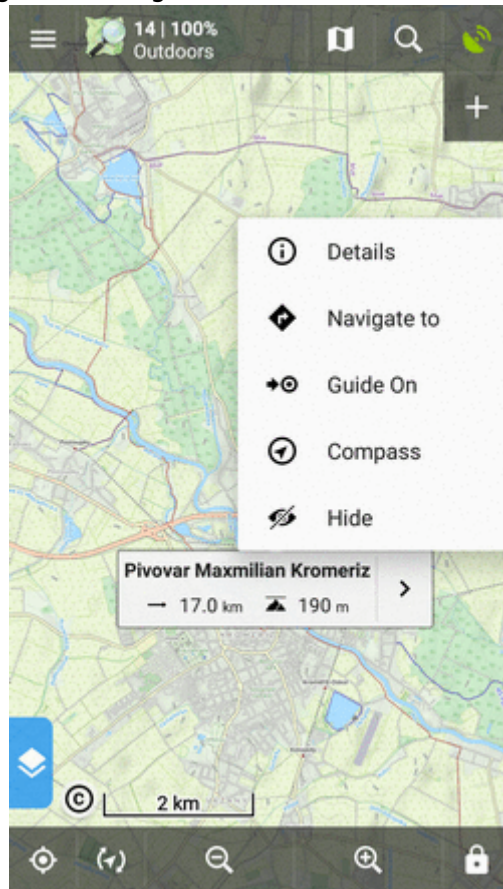 14 | 100%
Outdoors
Details
Navigate to
Guide On
Compass
Hide
Pivovar Maxmilian Kromeriz
17.0 km
190 m
©
2 km